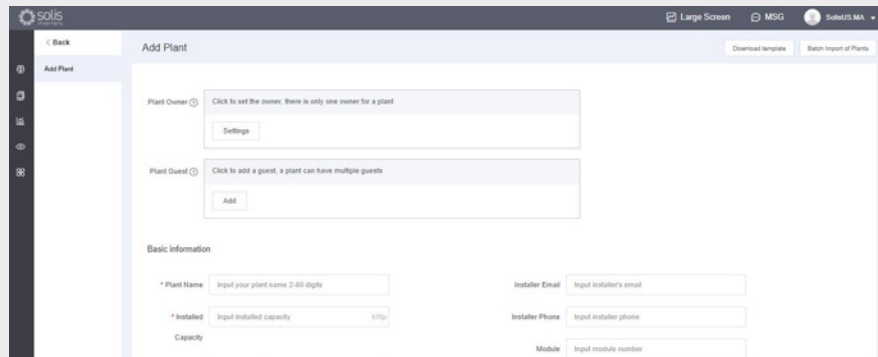 solis
Large Screen
MSG
SolisUS.MA
< Back
Add Plant
Add Plant
Download template
Batch Import of Plants
Plant Owner
Click to set the owner, there is only one owner for a plant
Settings
Plant Guest
Click to add a guest, a plant can have multiple guests
Add
Basic information
* Plant Name
Input your plant name 2-60 digits
Installer Email
Input installer's email
* Installed
Capacity
Input installed capacity
kWp
Installer Phone
Input installer phone
Module
Input module number